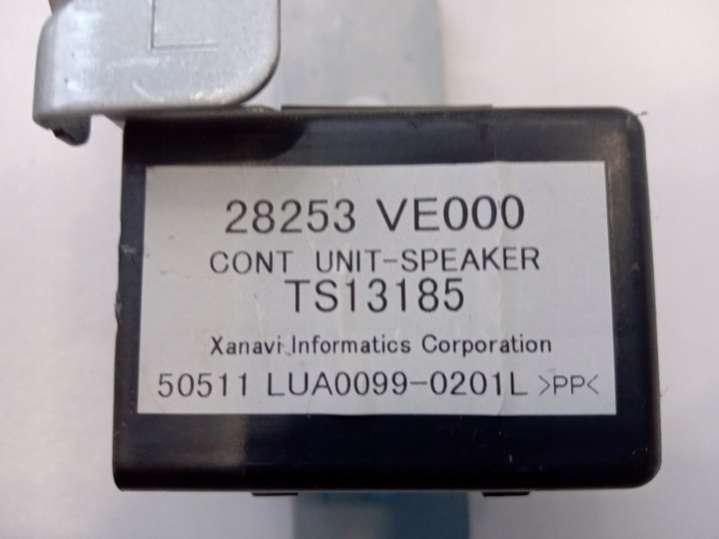 28253 VE000
CONT UNIT-SPEAKER
TS13185
Xanavi Informatics Corporation
50511 LUA0099-0201L >PP<